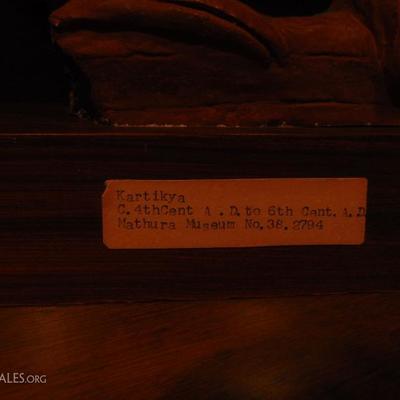 Kartikya
C. 4thCent A . D. to 6th Cent. A.D
Mathura Museum No.38.2794
ALES.ORG